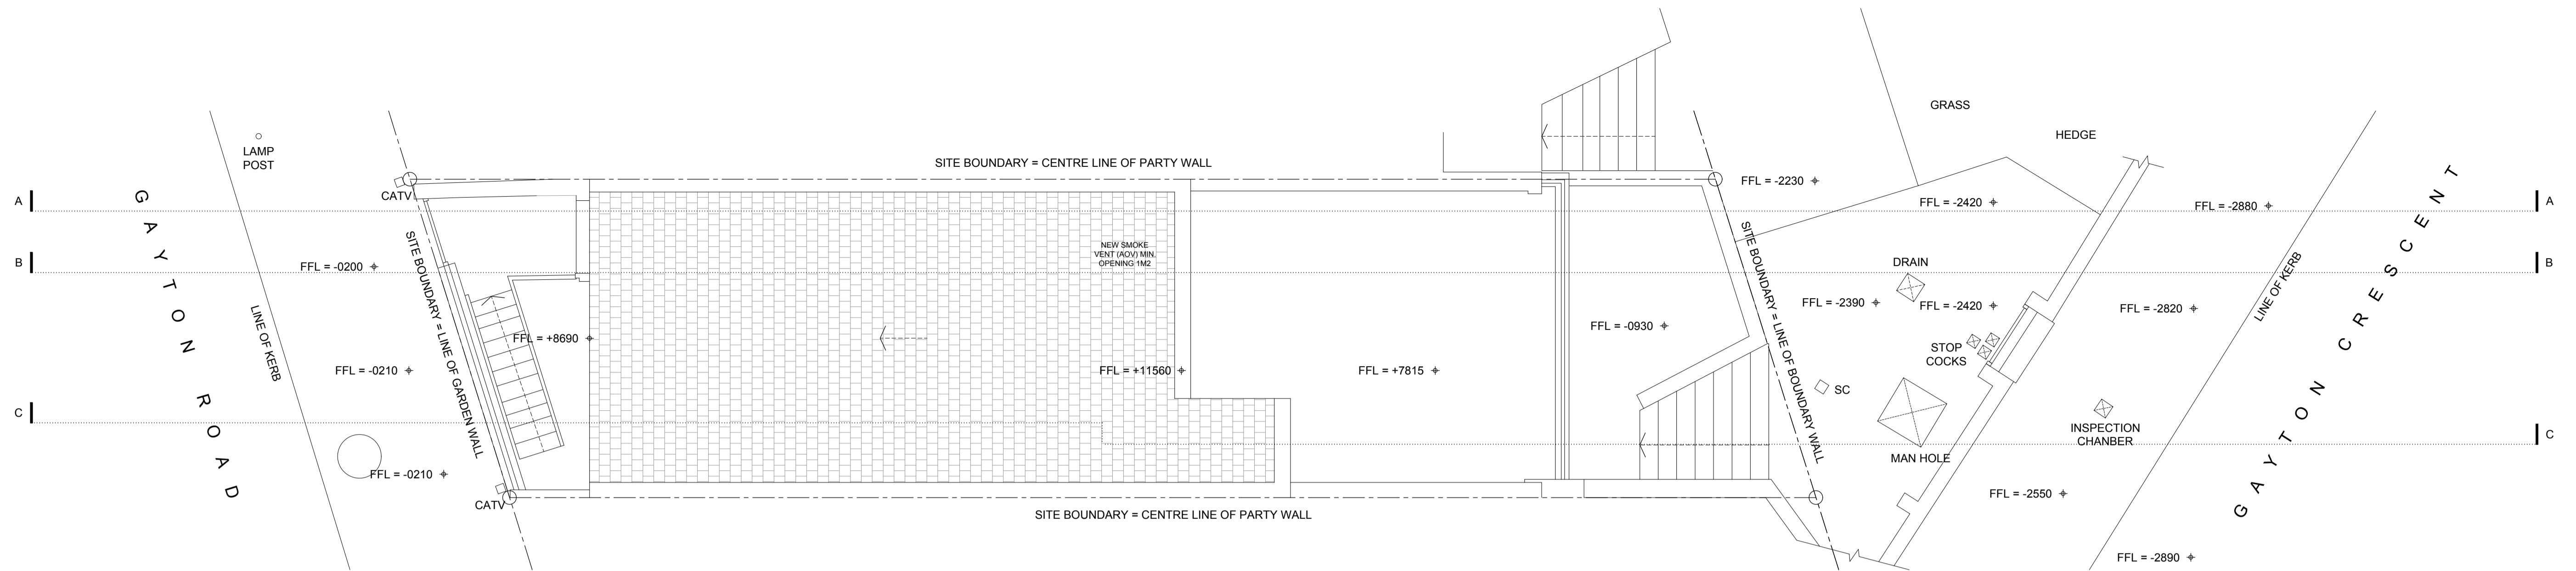 GAYTON ROAD
LAMP
POST
LINE OF KERB
A
B
C
FFL = -0200
FFL = -0210
FFL = -0210
CATV
CATV
SITE BOUNDARY = LINE OF GARDEN WALL
SITE BOUNDARY = CENTRE LINE OF PARTY WALL
FFL = +8690
NEW SMOKE
VENT (AOV) MIN.
OPENING 1M2
FFL = +11560
FFL = +7815
SITE BOUNDARY = CENTRE LINE OF PARTY WALL
FFL = -0930
SITE BOUNDARY = LINE OF BOUNDARY WALL
FFL = -2230
GRASS
HEDGE
FFL = -2420
FFL = -2880
DRAIN
FFL = -2390
FFL = -2420
FFL = -2820
STOP
COCKS
SC
MAN HOLE
INSPECTION
CHANBER
FFL = -2550
FFL = -2890
LINE OF KERB
GAYTON CRESCENT
A
B
C